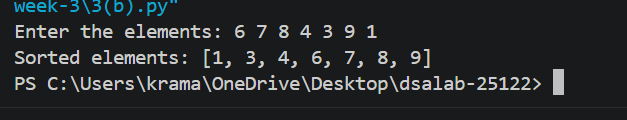 week-3\3(b).py"
Enter the elements: 6 7 8 4 3 9 1
Sorted elements: [1, 3, 4, 6, 7, 8, 9]
PS C:\Users\krama\OneDrive\Desktop\dsalab-25122>